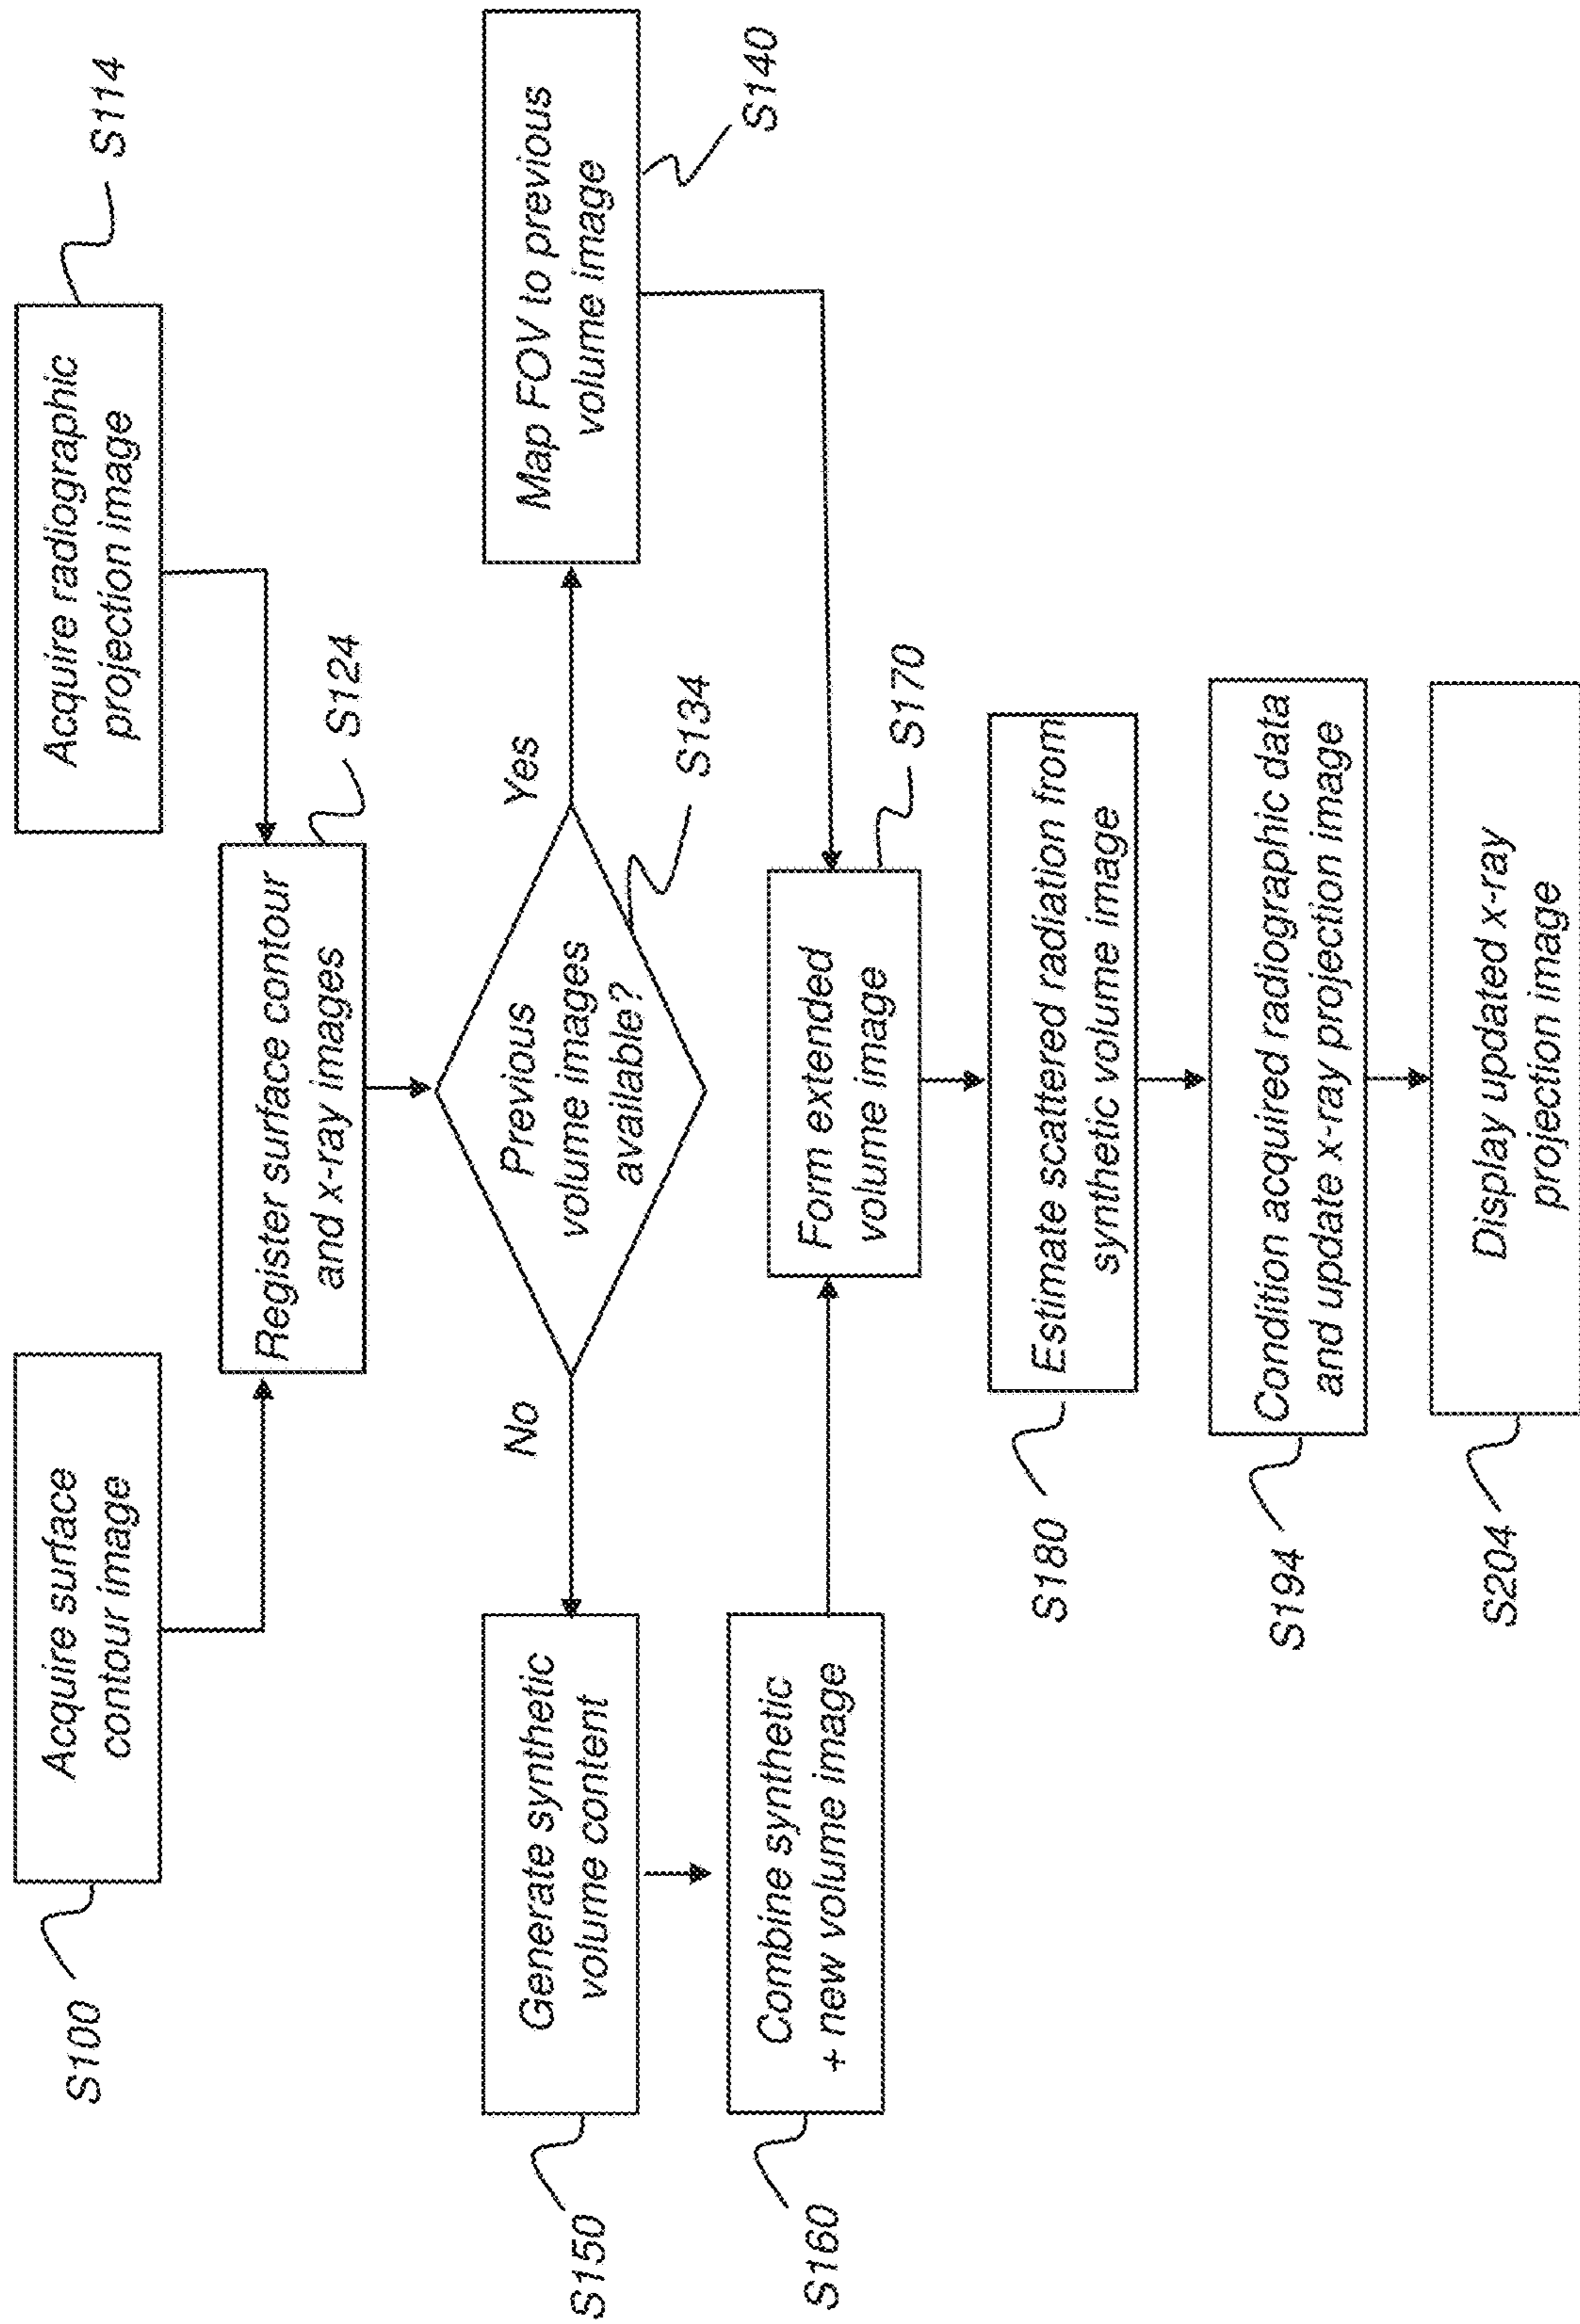 S100
Acquire surface
contour image
Acquire radiographic
projection image
S114
Register surface contour
and x-ray images
S124
Previous
volume images
available?
S134
No
Yes
Map FOV to previous
volume image
S140
Generate synthetic
volume content
S150
Combine synthetic
+ new volume image
S160
Form extended
volume image
S170
Estimate scattered radiation from
synthetic volume image
S180
Condition acquired radiographic data
and update x-ray projection image
S194
Display updated x-ray
projection image
S204